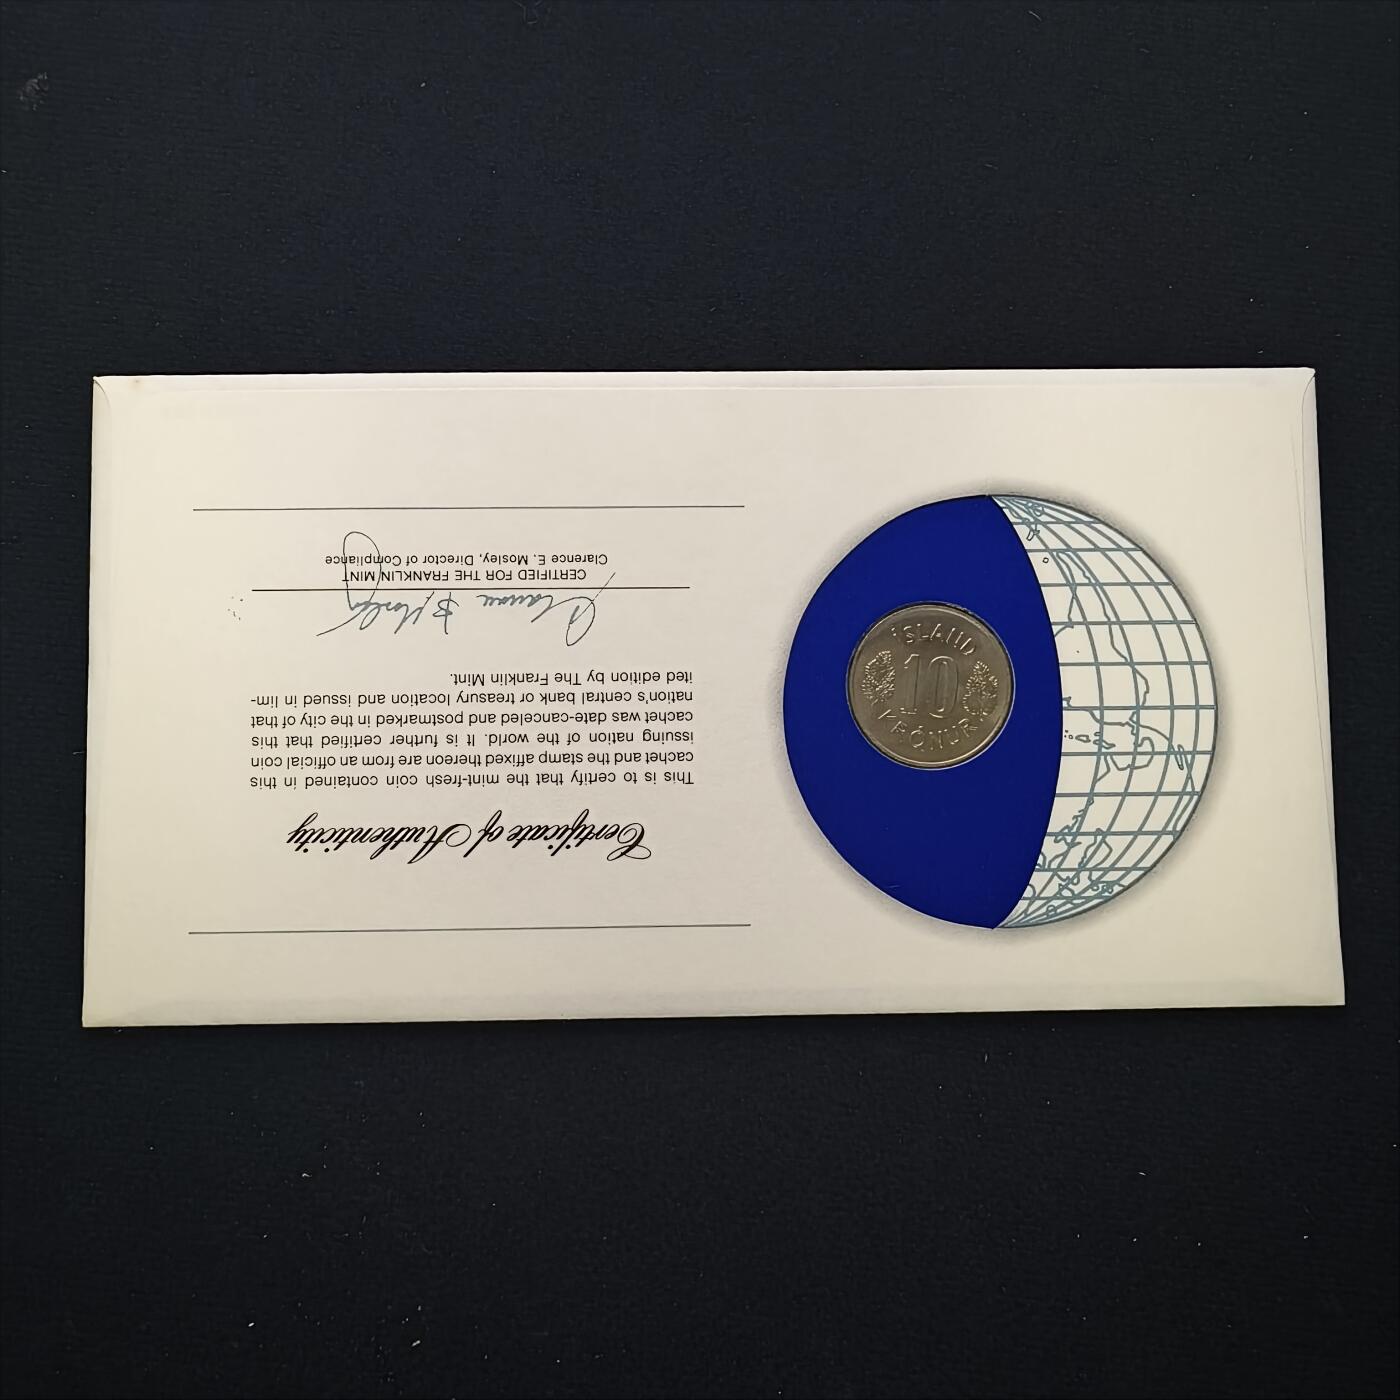 Certificate of Authenticity
This is to certify that the mint-fresh coin contained in this
cachet and the stamp affixed thereon are from an official coin
issuing nation of the world. It is further certified that this
cachet was date-canceled and postmarked in the city of that
nation's central bank or treasury location and issued in lim-
ited edition by The Franklin Mint.
CERTIFIED FOR THE FRANKLIN MINT
Clarence E. Mosley, Director of Compliance
ÍSLAND
10
KRÓNUR